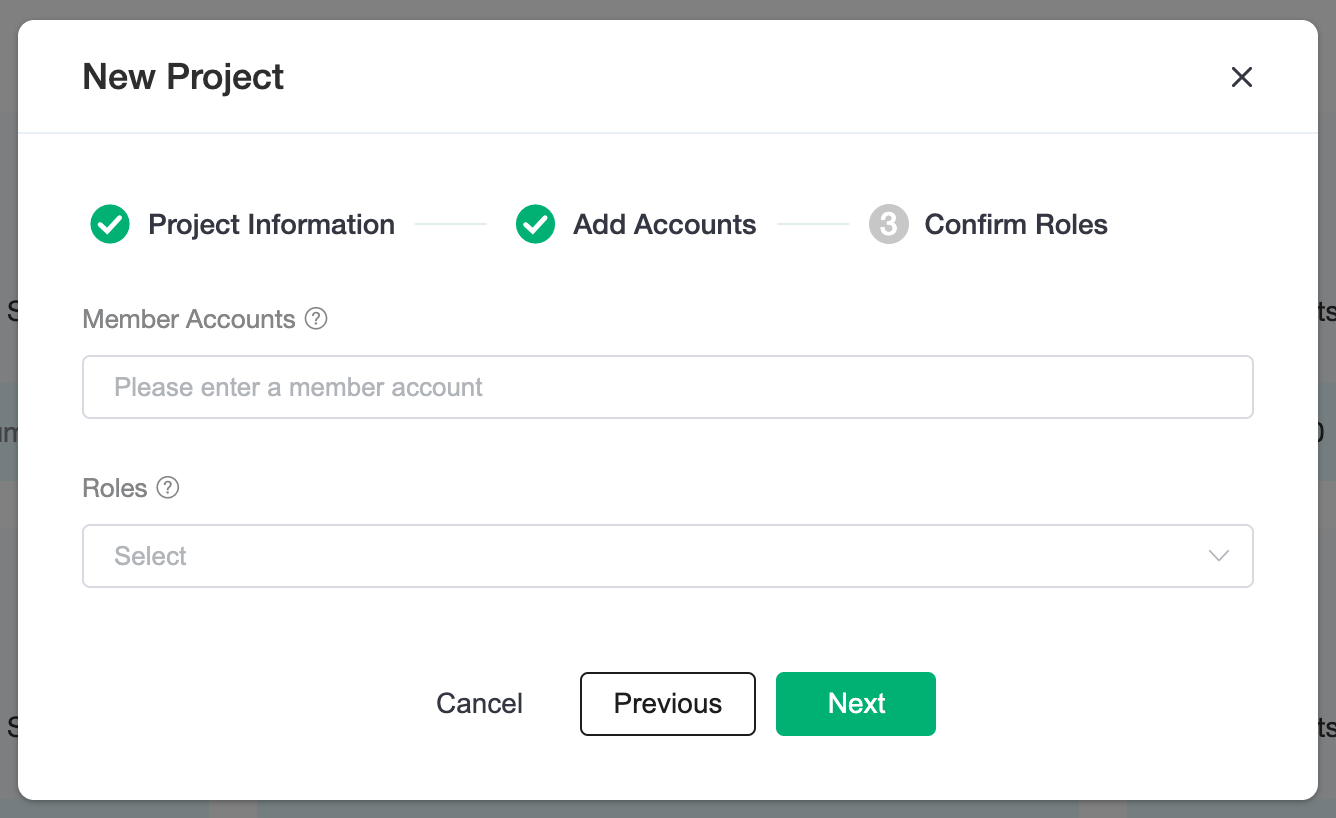 New Project
Project Information
Add Accounts
3 Confirm Roles
Member Accounts ?
Please enter a member account
Roles ?
Select
Cancel
Previous
Next